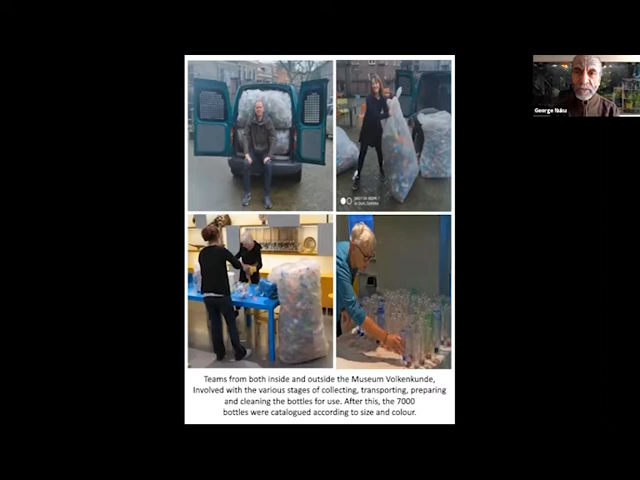 George Nuku
Teams from both inside and outside the Museum Volkenkunde,
Involved with the various stages of collecting, transporting, preparing
and cleaning the bottles for use. After this, the 7000
bottles were catalogued according to size and colour.